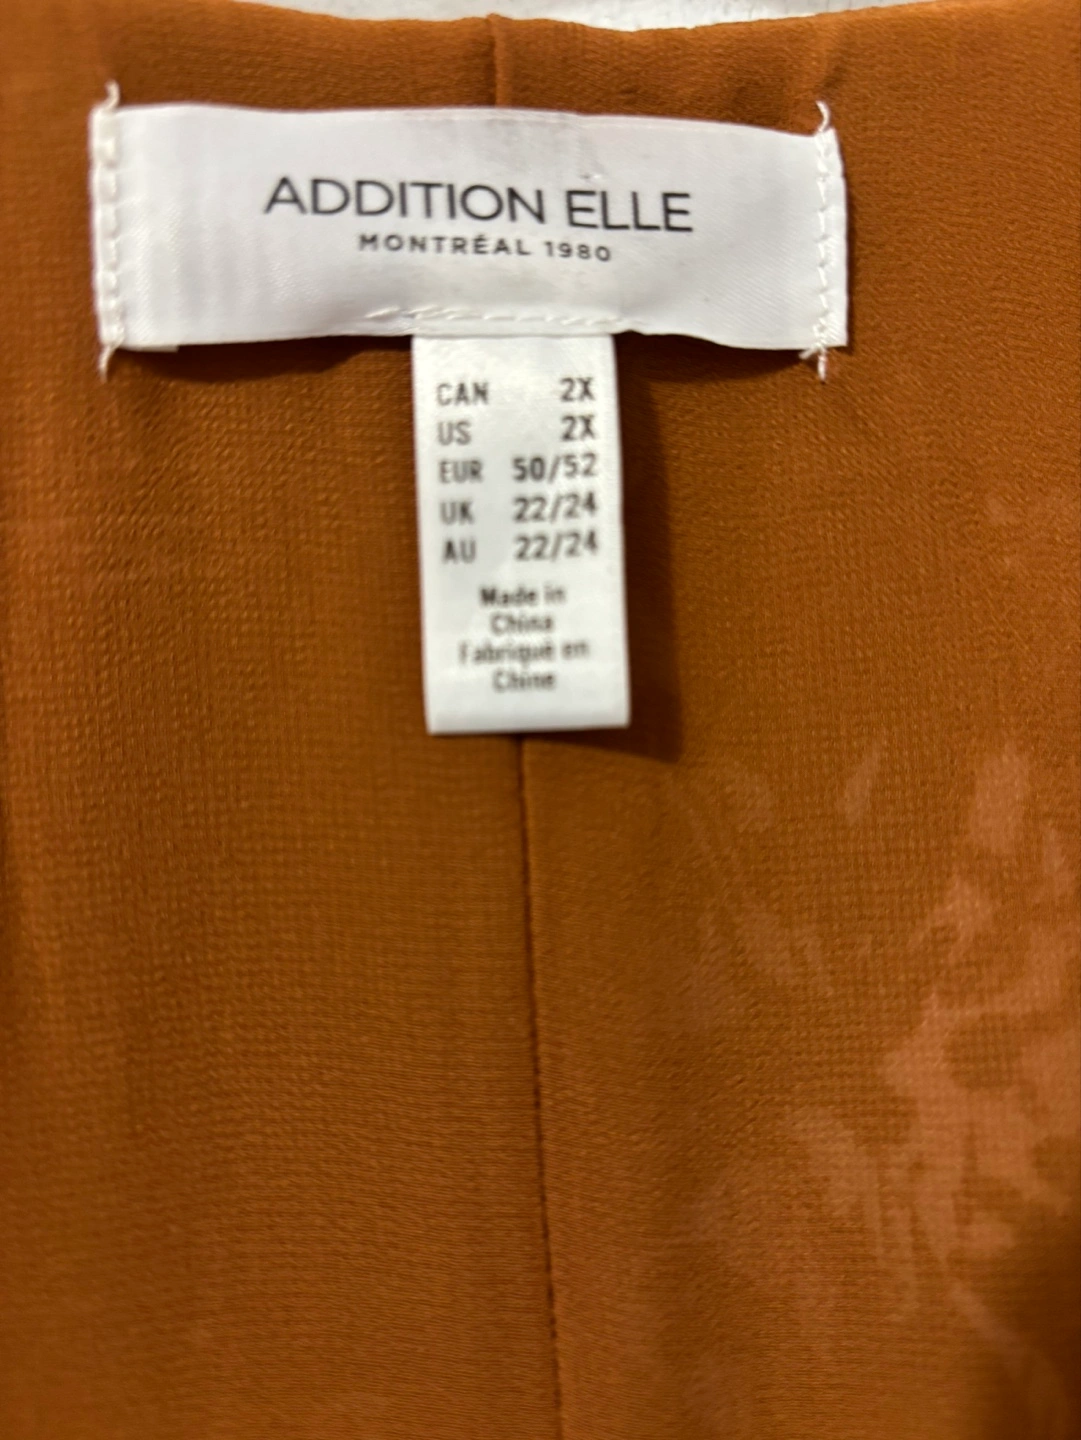 ADDITION ELLE
MONTRÉAL 1980
CAN 2X
US 2X
EUR 50/52
UK 22/24
AU 22/24
Made in
China
Fabriqué en
Chine